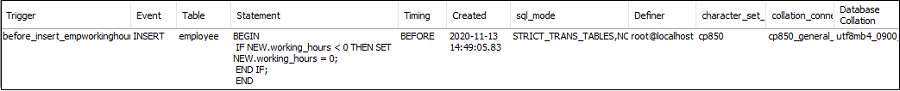 Trigger Event Table Statement Timing Created sql_mode Definer character_set_ collation_conne Database Collation
before_insert_empworkinghou INSERT employee BEGIN BEFORE 2020-11-13 STRICT_TRANS_TABLES,NO root@localhost cp850 cp850_general_ utf8mb4_0900_
IF NEW.working_hours < 0 THEN SET 14:49:05.83
NEW.working_hours = 0;
END IF;
END